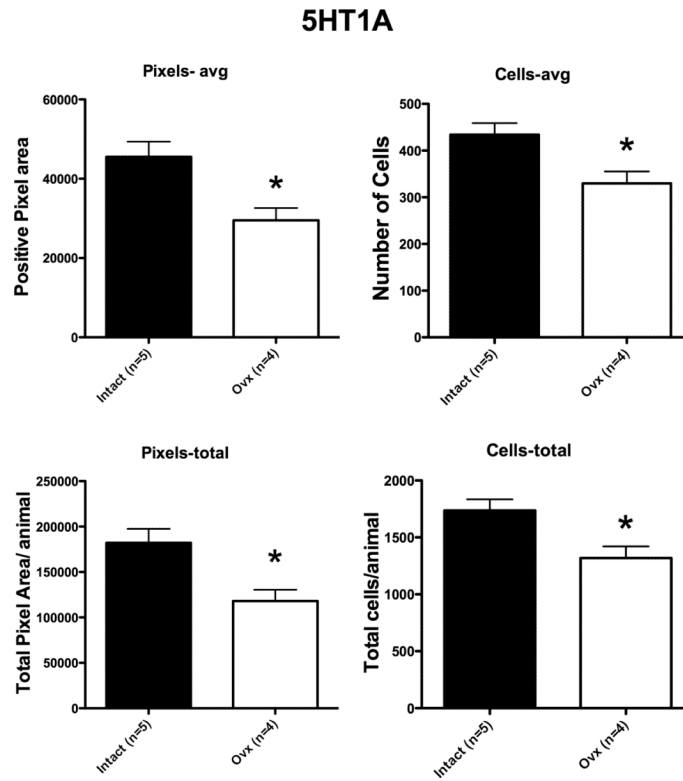 5HT1A
Pixels- avg
Positive Pixel area
60000
40000
20000
0
*
Intact (n=5)
Ovx (n=4)
Cells-avg
Number of Cells
500
400
300
200
100
0
*
Intact (n=5)
Ovx (n=4)
Pixels-total
Total Pixel Area/ animal
250000
200000
150000
100000
50000
0
*
Intact (n=5)
Ovx (n=4)
Cells-total
Total cells/animal
2000
1500
1000
500
0
*
Intact (n=5)
Ovx (n=4)